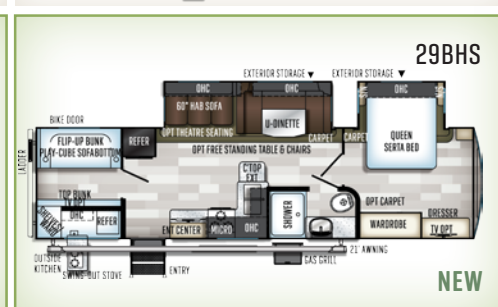 29BHS
EXTERIOR STORAGE ▼ EXTERIOR STORAGE ▼
OHC OHC OHC
60" HAB SOFA
BIKE DOOR
U-DINETTE
FLIP-UP BUNK
PLAY-CUBE SOFABOTTOM
REFER
OPT THEATRE SEATING
CARPET CARPET
QUEEN
SERTA BED
OPT FREE STANDING TABLE & CHAIRS
LADDER
CTOP
EXT
TOP BUNK
TV OPT
OPT CARPET
OHC
REFER
SHOWER
WARDROBE
DRESSER
ENT CENTER MICRO OHC
TV OPT
OUTSIDE
KITCHEN
SWING OUT STOVE
ENTRY
GAS GRILL
21' AWNING
NEW